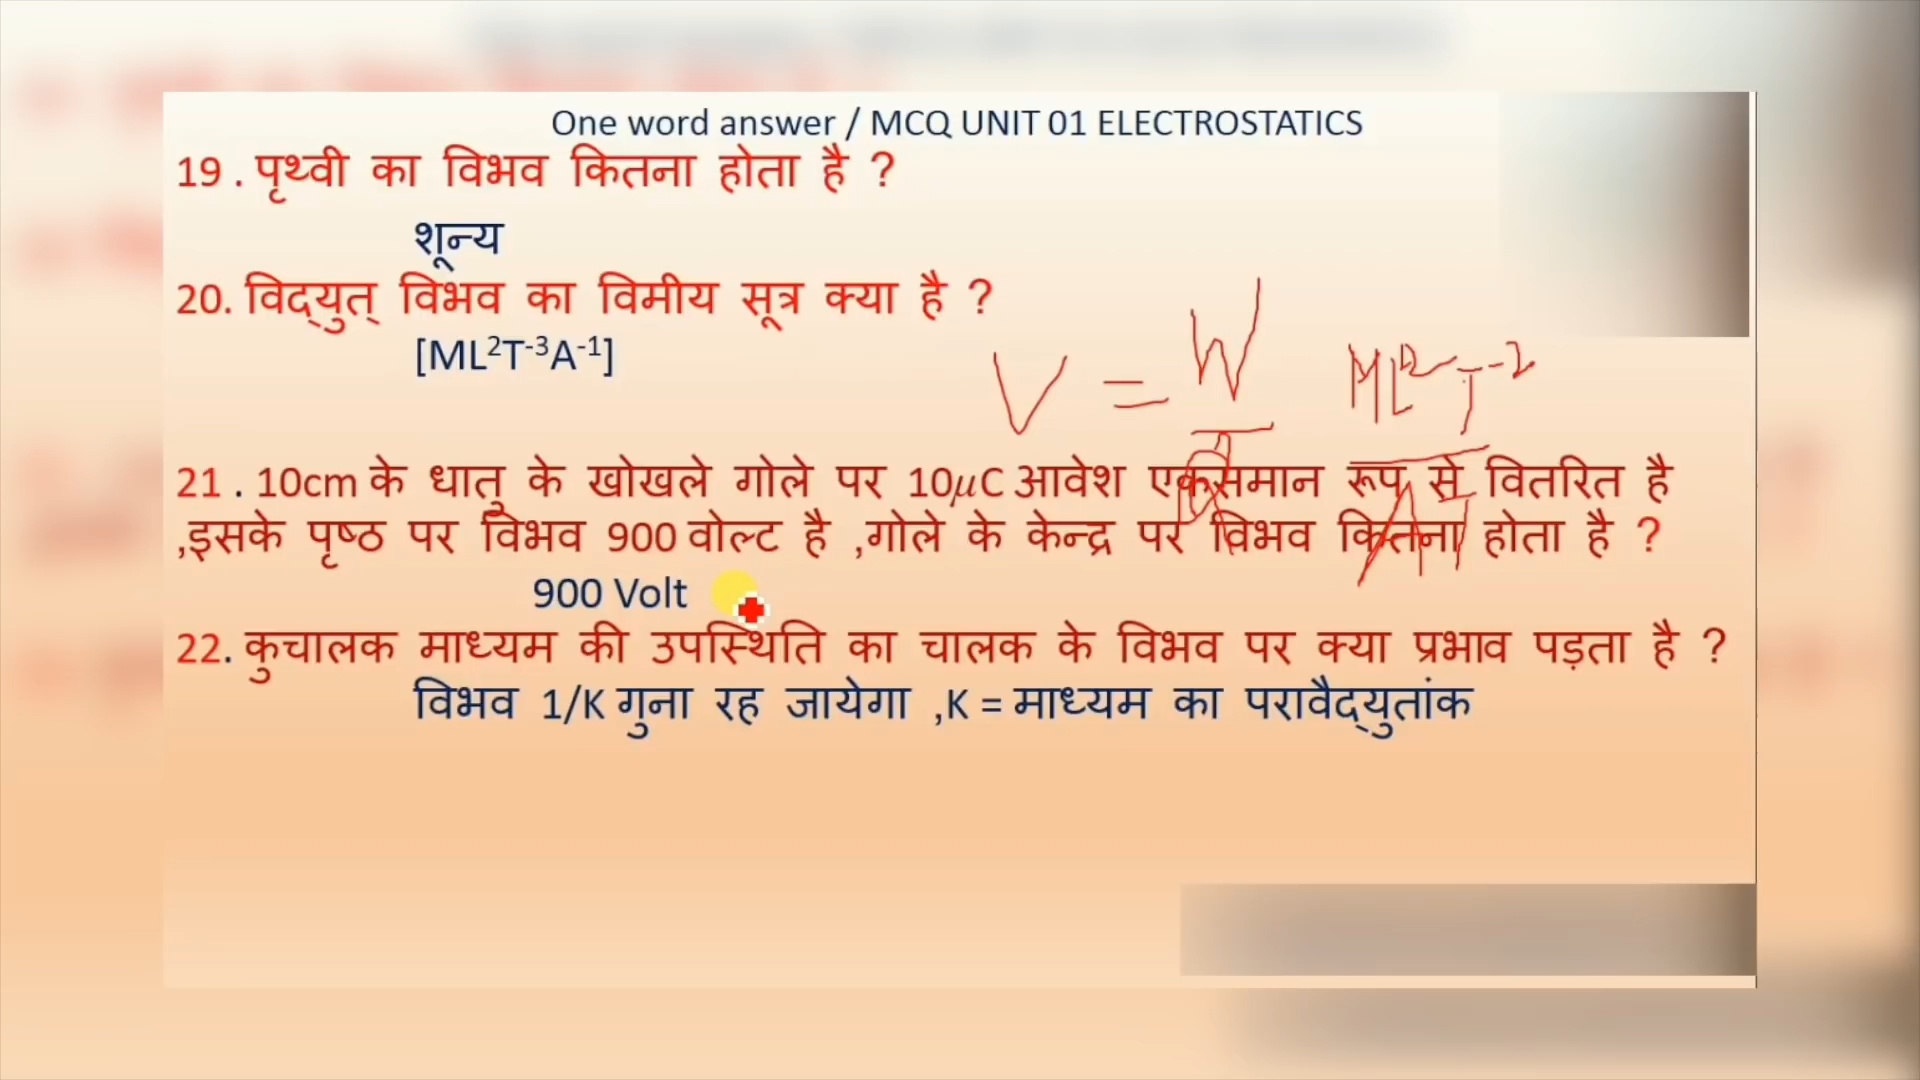 One word answer / MCQ UNIT 01 ELECTROSTATICS
19 . पृथ्वी का विभव कितना होता है ?
शून्य
20. विद्युत् विभव का विमीय सूत्र क्या है ?
[ML²T⁻³A⁻¹]
V = W
ML²T⁻²
21 . 10cm के धातु के खोखले गोले पर 10μC आवेश एकसमान रूप से वितरित है
,इसके पृष्ठ पर विभव 900 वोल्ट है ,गोले के केन्द्र पर विभव कितना होता है ?
900 Volt
22. कुचालक माध्यम की उपस्थिति का चालक के विभव पर क्या प्रभाव पड़ता है ?
विभव 1/K गुना रह जायेगा ,K = माध्यम का परावैद्युतांक